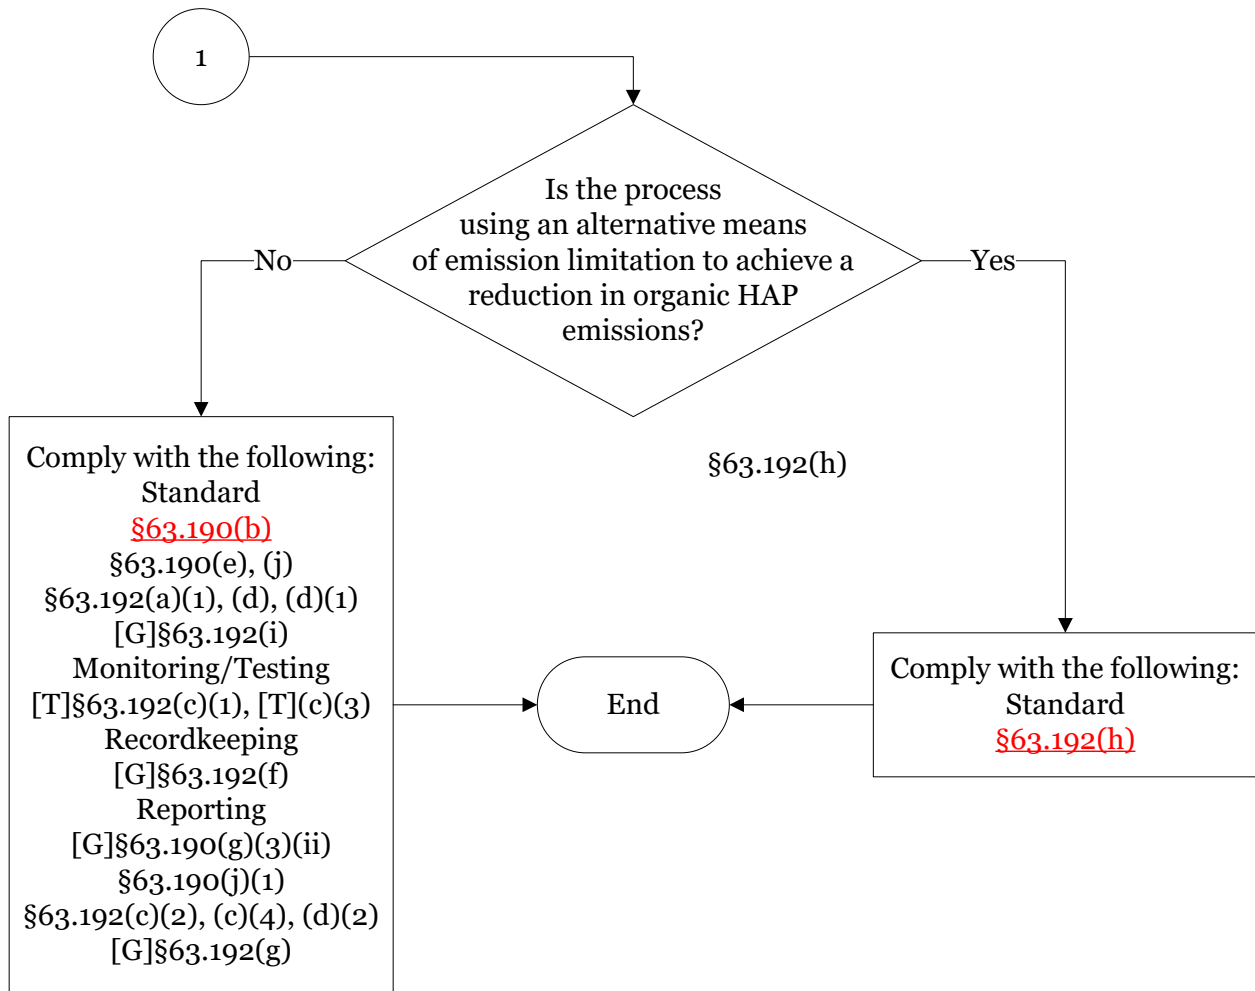 1
Is the process
using an alternative means
of emission limitation to achieve a
reduction in organic HAP
emissions?
No
Yes
§63.192(h)
Comply with the following:
Standard
§63.190(b)
§63.190(e), (j)
§63.192(a)(1), (d), (d)(1)
[G]§63.192(i)
Monitoring/Testing
[T]§63.192(c)(1), [T](c)(3)
Recordkeeping
[G]§63.192(f)
Reporting
[G]§63.190(g)(3)(ii)
§63.190(j)(1)
§63.192(c)(2), (c)(4), (d)(2)
[G]§63.192(g)
End
Comply with the following:
Standard
§63.192(h)